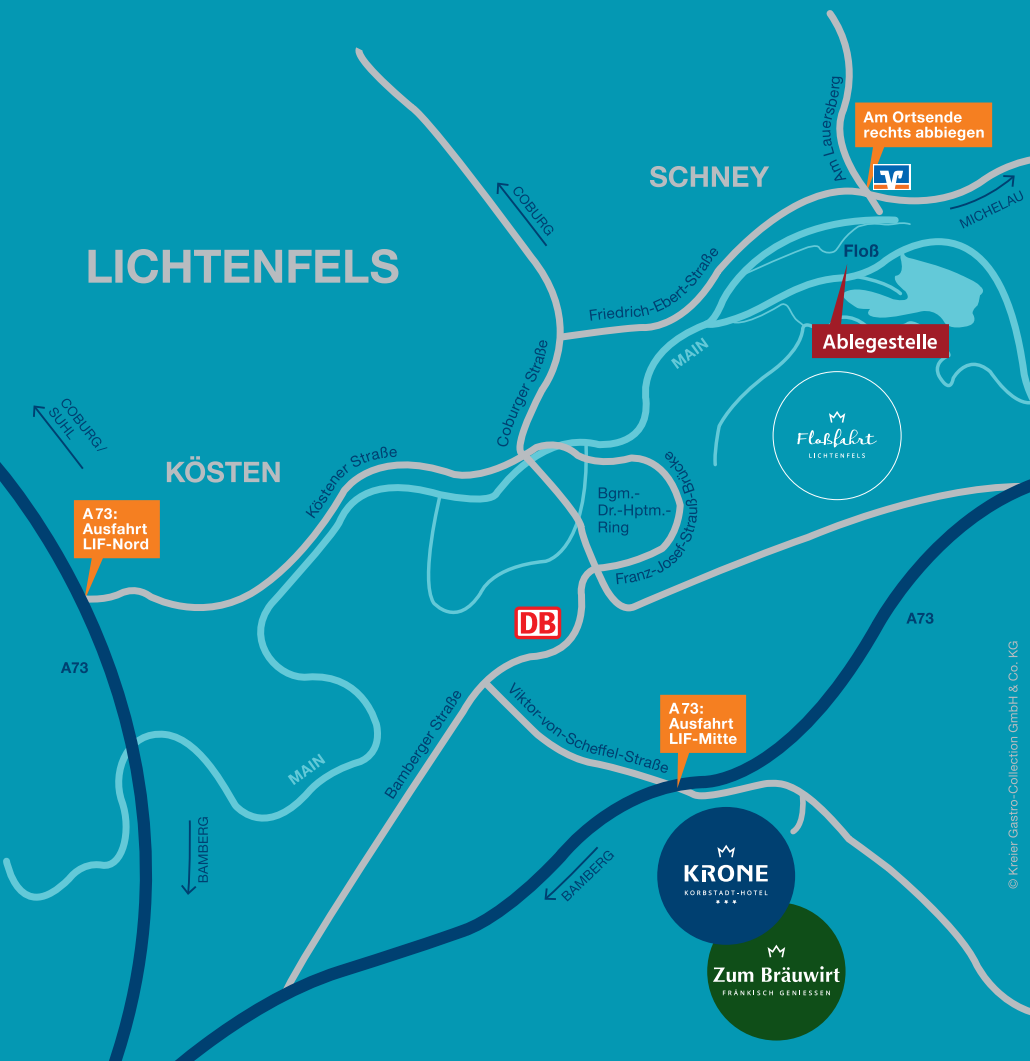 Am Lauersberg
Am Ortsende
rechts abbiegen
SCHNEY
COBURG
MICHELAU
LICHTENFELS
Floß
Friedrich-Ebert-Straße
MAIN
Ablegestelle
Coburger Straße
COBURG/
SUHL
Floßfahrt
LICHTENFELS
KÖSTEN
Köstener Straße
Bgm.-
Dr.-Hptm.-
Ring
Franz-Josef-Strauß-Brücke
A73:
Ausfahrt
LIF-Nord
DB
A73
A73
Viktor-von-Scheffel-Straße
Bamberger Straße
A73:
Ausfahrt
LIF-Mitte
MAIN
BAMBERG
BAMBERG
KRONE
KORBSTADT-HOTEL
Zum Bräuwirt
FRÄNKISCH GENIESSEN
© Kreier Gastro-Collection GmbH & Co. KG